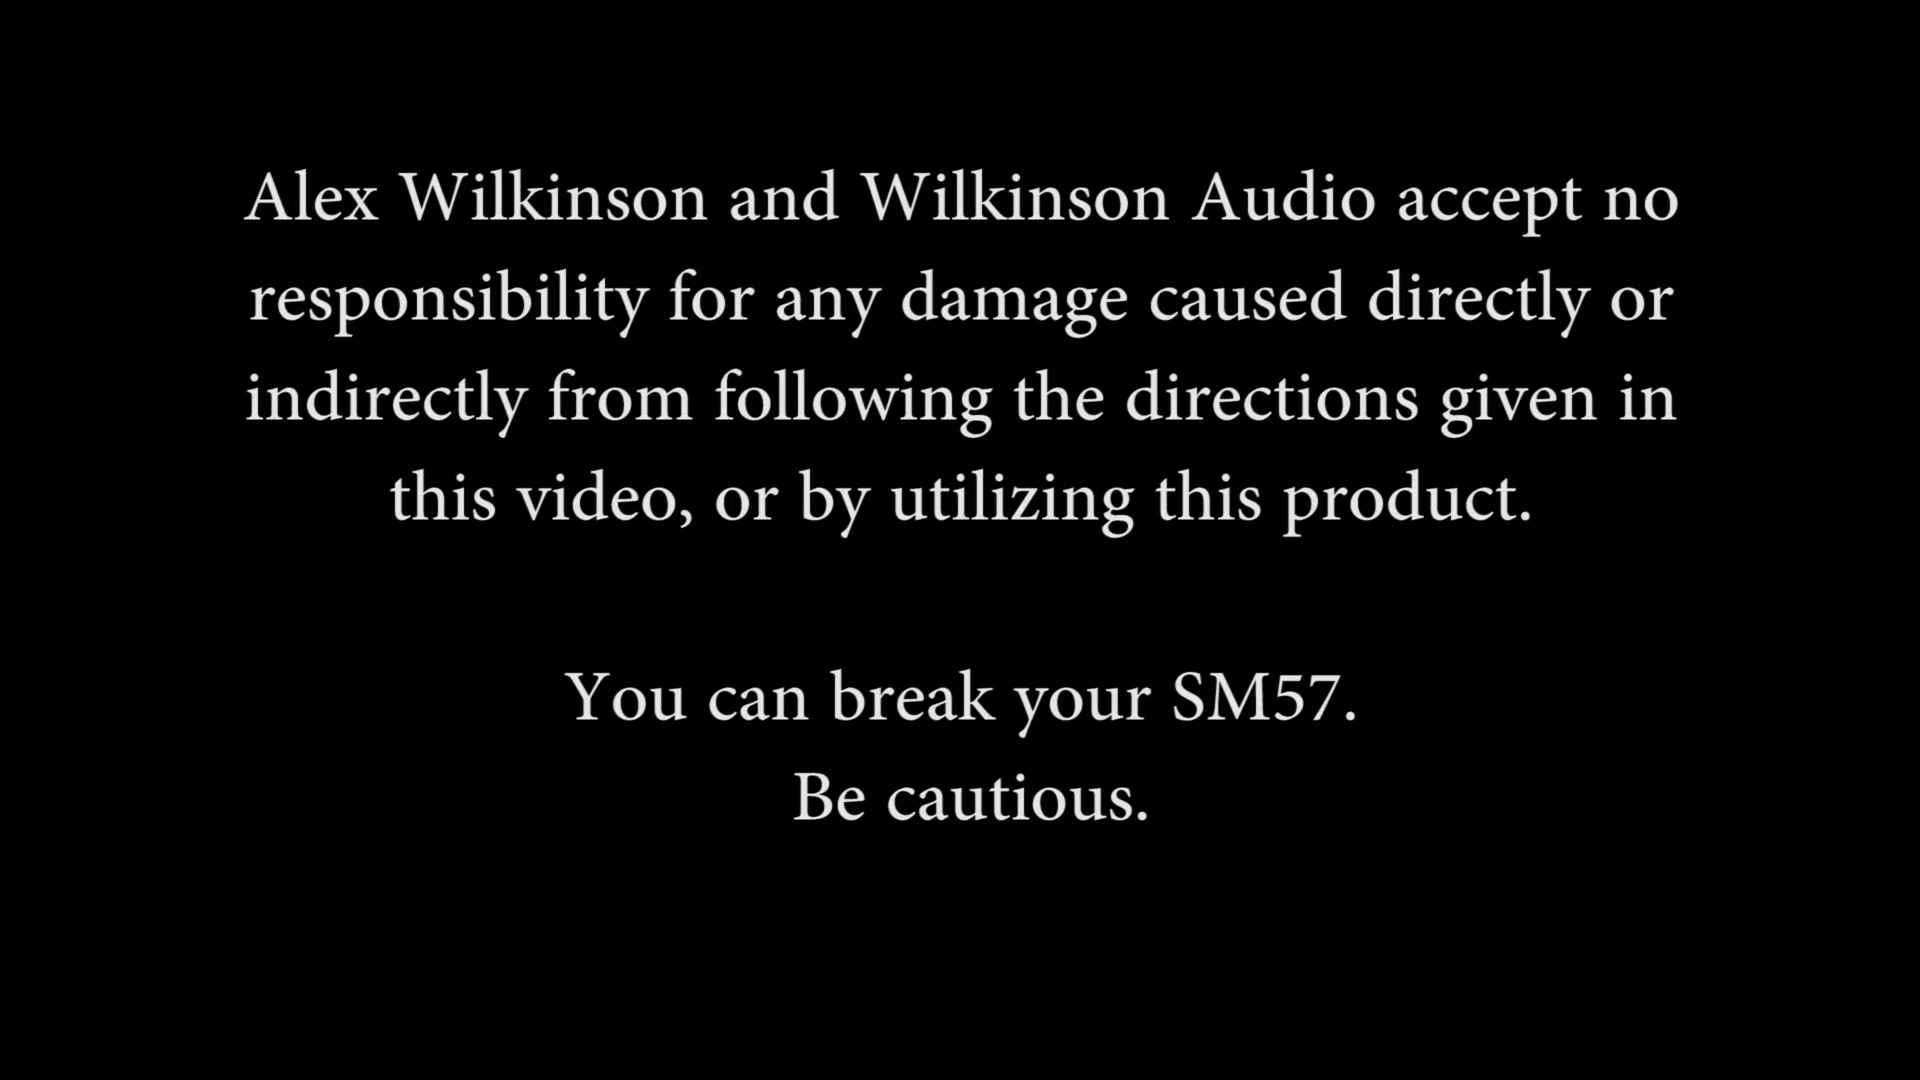 Alex Wilkinson and Wilkinson Audio accept no
responsibility for any damage caused directly or
indirectly from following the directions given in
this video, or by utilizing this product.
You can break your SM57.
Be cautious.